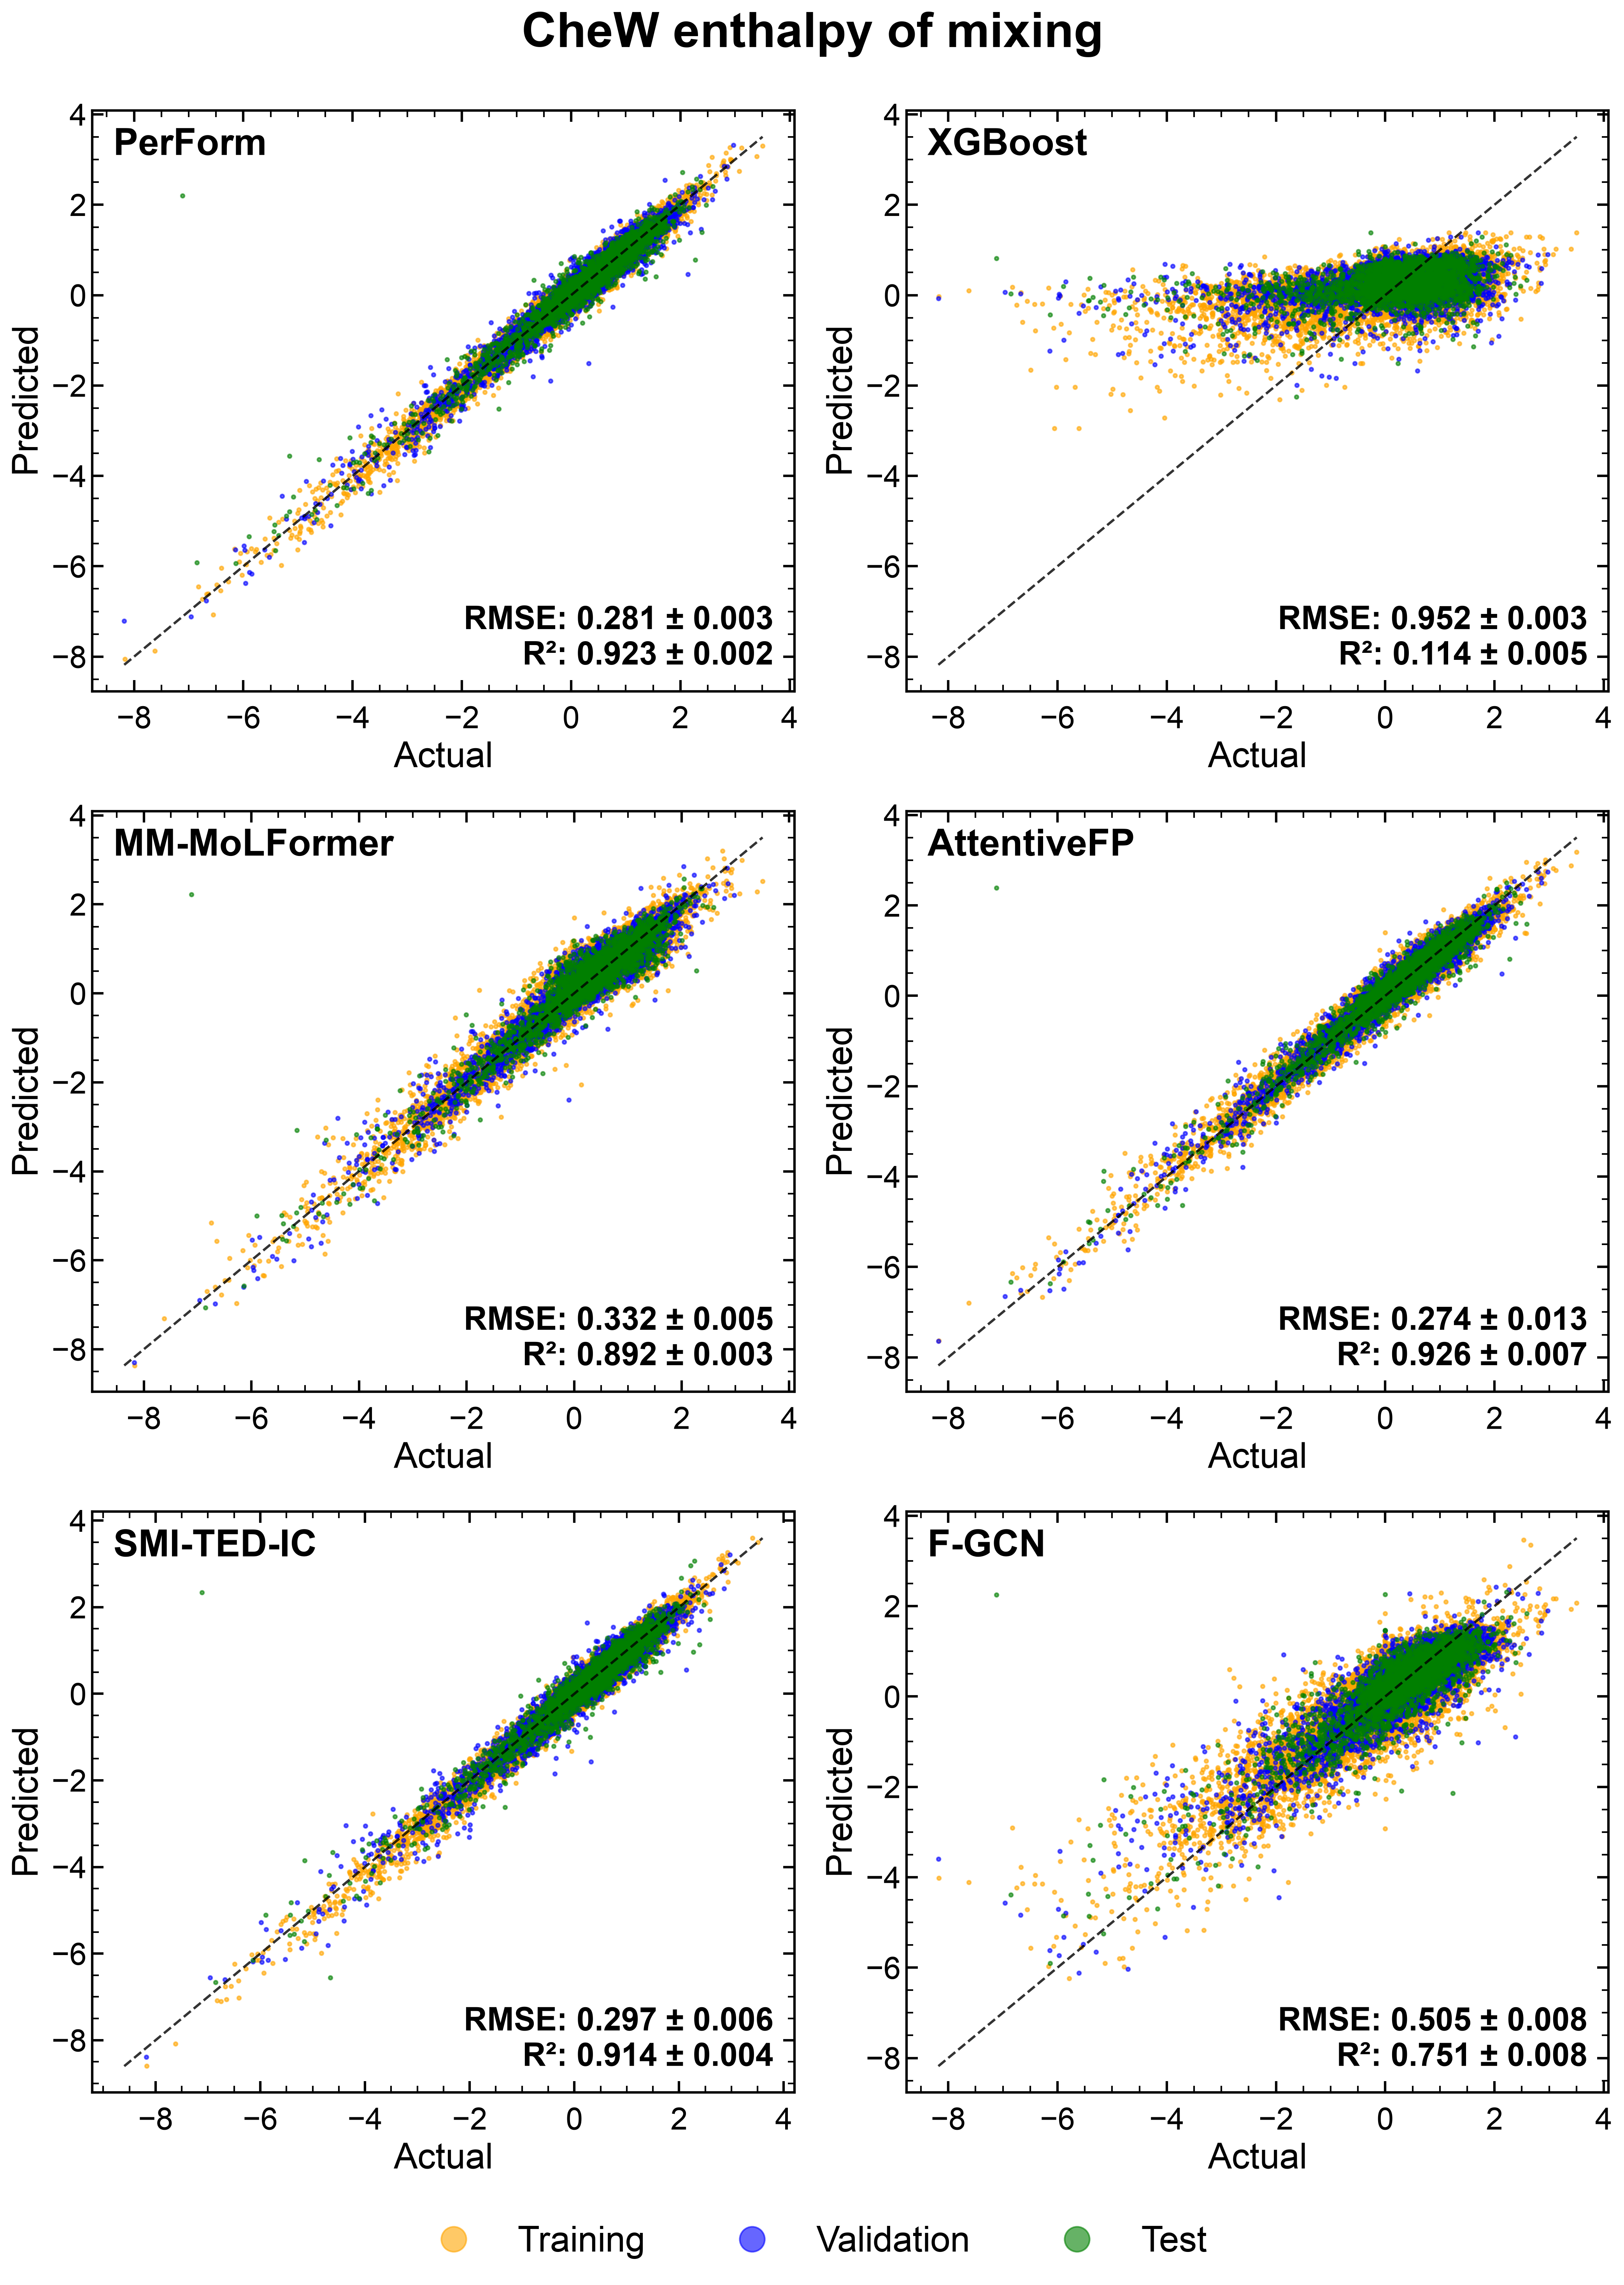 CheW enthalpy of mixing
PerForm
4
2
0
−2
−4
−6
−8
Predicted
RMSE: 0.281 ± 0.003
R²: 0.923 ± 0.002
−8 −6 −4 −2 0 2 4
Actual
XGBoost
4
2
0
−2
−4
−6
−8
Predicted
RMSE: 0.952 ± 0.003
R²: 0.114 ± 0.005
−8 −6 −4 −2 0 2 4
Actual
MM-MoLFormer
4
2
0
−2
−4
−6
−8
Predicted
RMSE: 0.332 ± 0.005
R²: 0.892 ± 0.003
−8 −6 −4 −2 0 2 4
Actual
AttentiveFP
4
2
0
−2
−4
−6
−8
Predicted
RMSE: 0.274 ± 0.013
R²: 0.926 ± 0.007
−8 −6 −4 −2 0 2 4
Actual
SMI-TED-IC
4
2
0
−2
−4
−6
−8
Predicted
RMSE: 0.297 ± 0.006
R²: 0.914 ± 0.004
−8 −6 −4 −2 0 2 4
Actual
F-GCN
4
2
0
−2
−4
−6
−8
Predicted
RMSE: 0.505 ± 0.008
R²: 0.751 ± 0.008
−8 −6 −4 −2 0 2 4
Actual
Training Validation Test